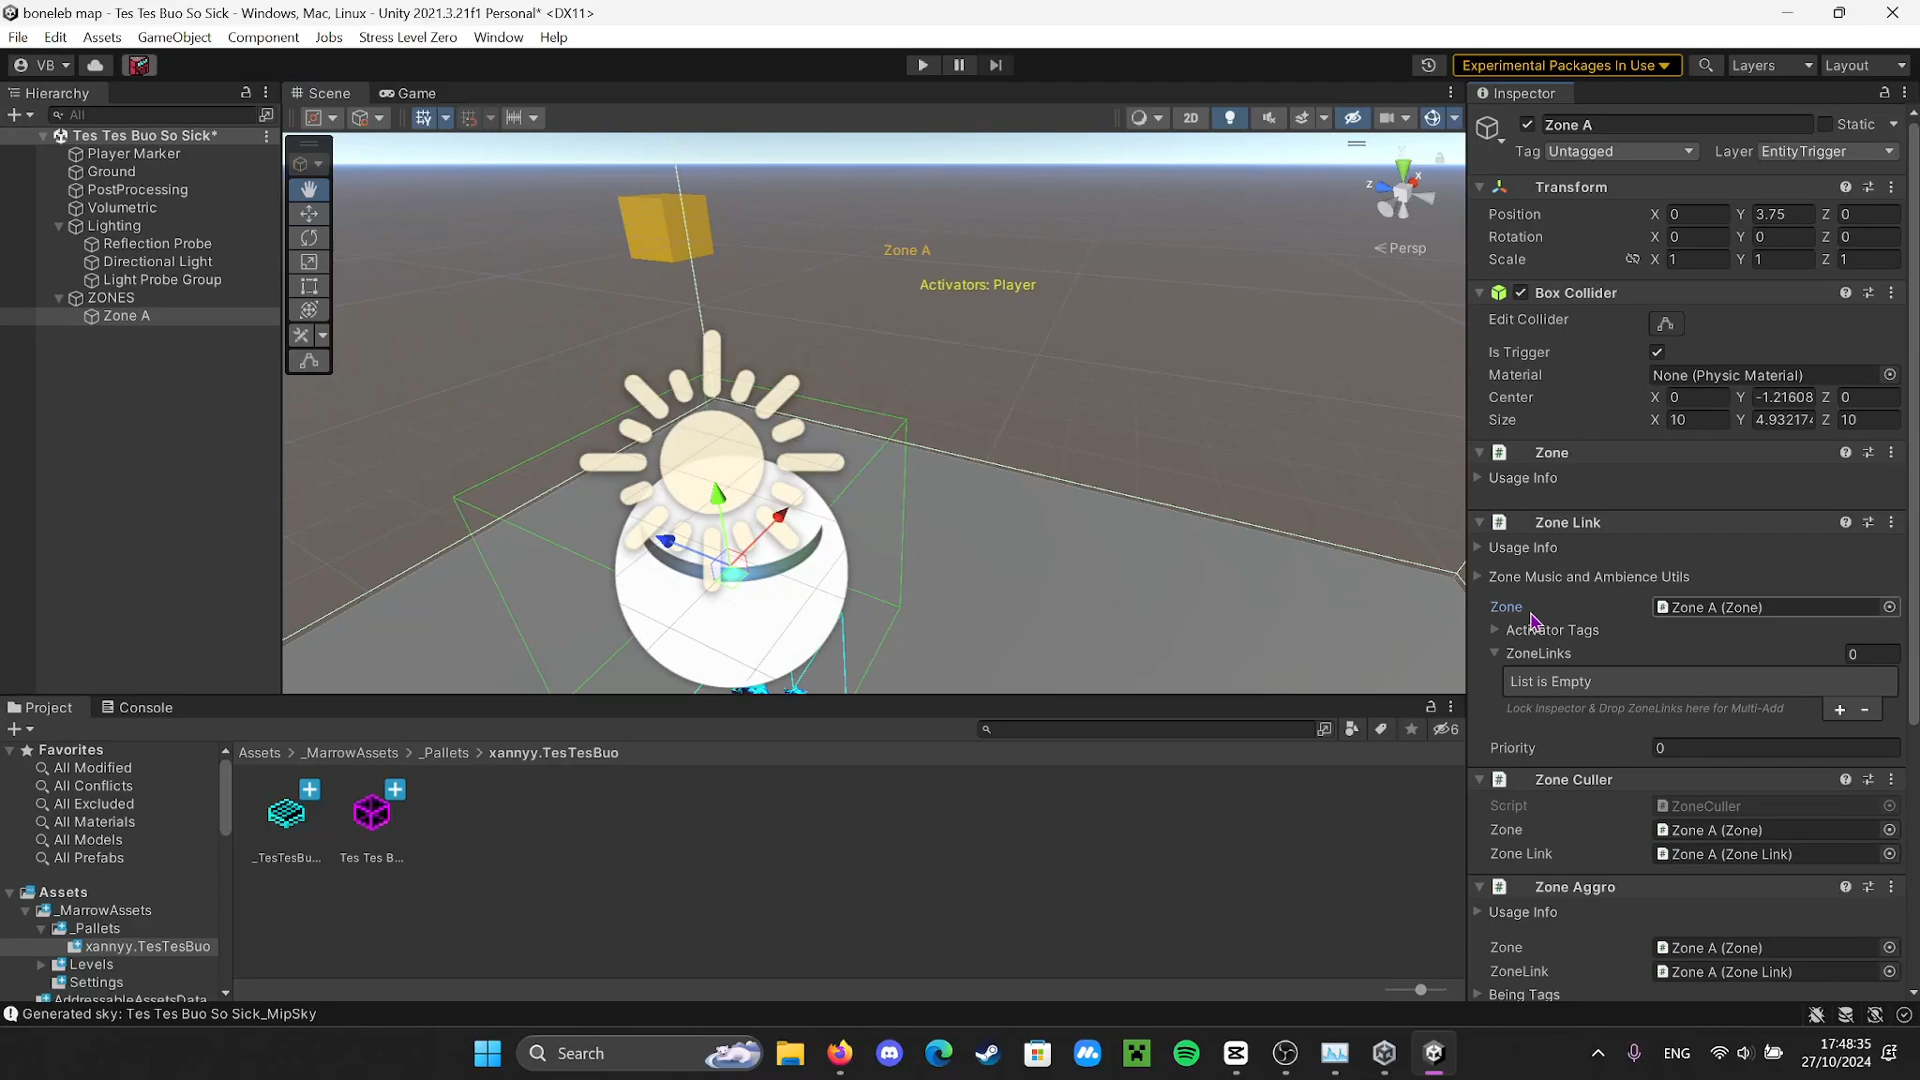 boneleb map - Tes Tes Buo So Sick - Windows, Mac, Linux - Unity 2021.3.21f1 Personal* <DX11>
File Edit Assets GameObject Component Jobs Stress Level Zero Window Help
VB
Experimental Packages In Use
Layers
Layout
Hierarchy
All
Tes Tes Buo So Sick*
Player Marker
Ground
PostProcessing
Volumetric
Lighting
Reflection Probe
Directional Light
Light Probe Group
ZONES
Zone A
Scene
Game
2D
Zone A
Activators: Player
x
z
Persp
Inspector
Zone A
Static
Tag Untagged
Layer EntityTrigger
Transform
Position X 0 Y 3.75 Z 0
Rotation X 0 Y 0 Z 0
Scale X 1 Y 1 Z 1
Box Collider
Edit Collider
Is Trigger
Material None (Physic Material)
Center X 0 Y -1.21608 Z 0
Size X 10 Y 4.93217 Z 10
Zone
Usage Info
Zone Link
Usage Info
Zone Music and Ambience Utils
Zone Zone A (Zone)
Activator Tags
ZoneLinks 0
List is Empty
Lock Inspector & Drop ZoneLinks here for Multi-Add
+ -
Priority 0
Zone Culler
Script ZoneCuller
Zone Zone A (Zone)
Zone Link Zone A (Zone Link)
Zone Aggro
Usage Info
Zone Zone A (Zone)
ZoneLink Zone A (Zone Link)
Being Tags
Project
Console
6
Favorites
All Modified
All Conflicts
All Excluded
All Materials
All Models
All Prefabs
Assets
_MarrowAssets
_Pallets
xannyy.TesTesBuo
Levels
Settings
AddressableAssetsData
Assets > _MarrowAssets > _Pallets > xannyy.TesTesBuo
_TesTesBu...
Tes Tes B...
Generated sky: Tes Tes Buo So Sick_MipSky
Search
ENG
17:48:35
27/10/2024